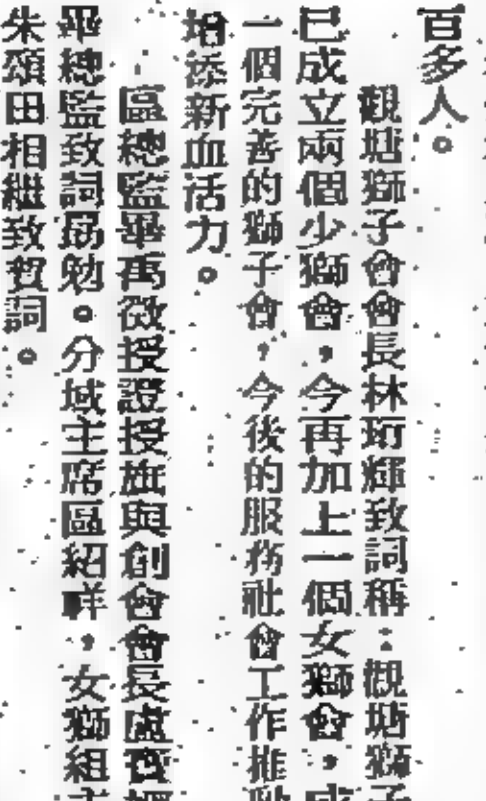 百多人。
觀塘獅子會會長林珩輝致詞稱：觀塘獅子
已成立兩個少獅會，今再加上一個女獅會，成
一個完善的獅子會，今後的服務社會工作推動
增添新血活力。
區總監畢禹徵授證授旗與創會會長盧寶
畢總監致詞勗勉。分域主席區紹祥，女獅組主
朱頌田相繼致賀詞。